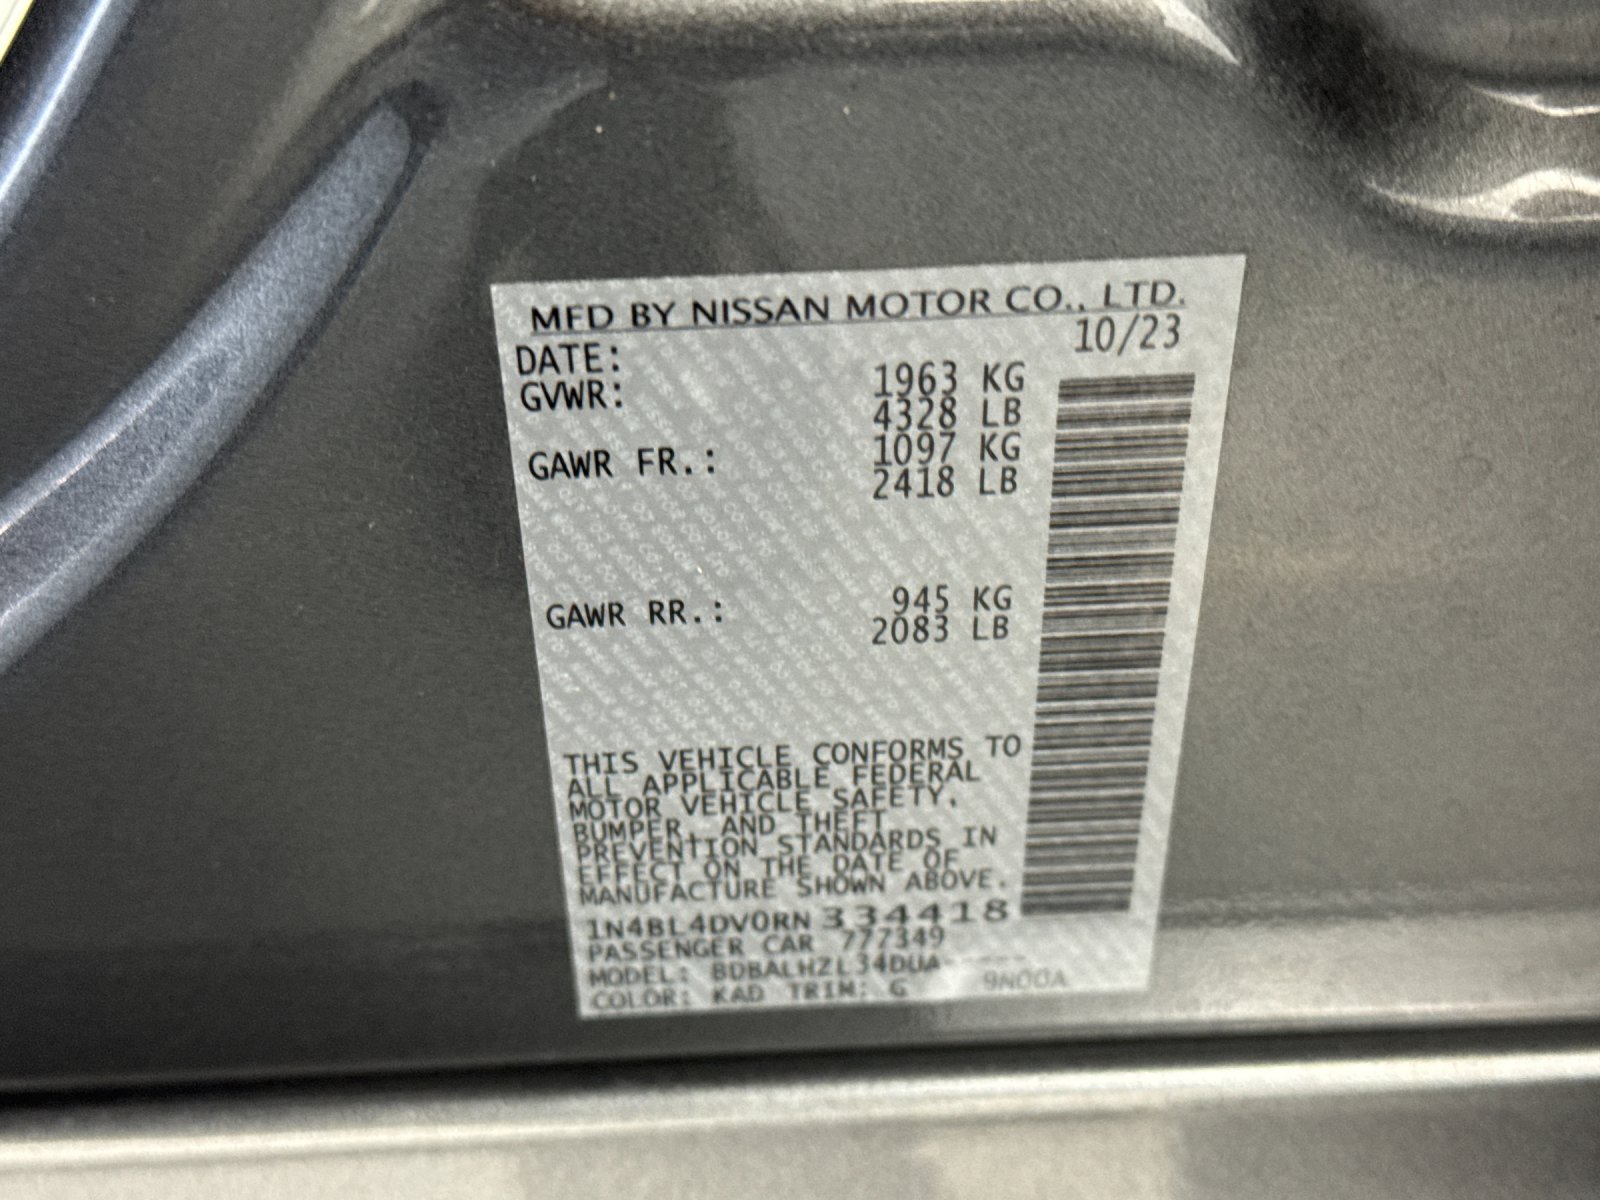 MFD BY NISSAN MOTOR CO., LTD.
DATE: 10/23
GVWR: 1963 KG
4328 LB
GAWR FR.: 1097 KG
2418 LB
GAWR RR.: 945 KG
2083 LB
THIS VEHICLE CONFORMS TO
ALL APPLICABLE FEDERAL
MOTOR VEHICLE SAFETY,
BUMPER, AND THEFT
PREVENTION STANDARDS IN
EFFECT ON THE DATE OF
MANUFACTURE SHOWN ABOVE.
1N4BL4DV0RN334418
PASSENGER CAR 777349
MODEL: BDBALHZL34DUA-----
COLOR: KAD TRIM: G 9N00A